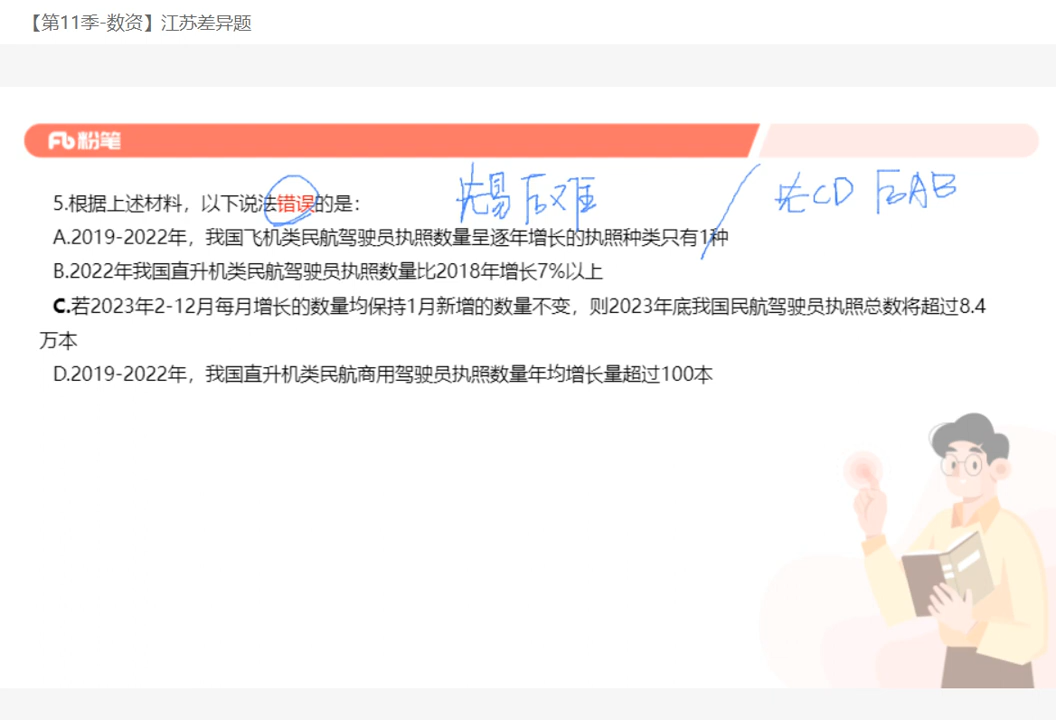 【第11季-数资】江苏差异题
粉笔
先易后难
先CD 后AB
5.根据上述材料，以下说法错误的是：
A.2019-2022年，我国飞机类民航驾驶员执照数量呈逐年增长的执照种类只有1种
B.2022年我国直升机类民航驾驶员执照数量比2018年增长7%以上
C.若2023年2-12月每月增长的数量均保持1月新增的数量不变，则2023年底我国民航驾驶员执照总数将超过8.4
万本
D.2019-2022年，我国直升机类民航商用驾驶员执照数量年均增长量超过100本